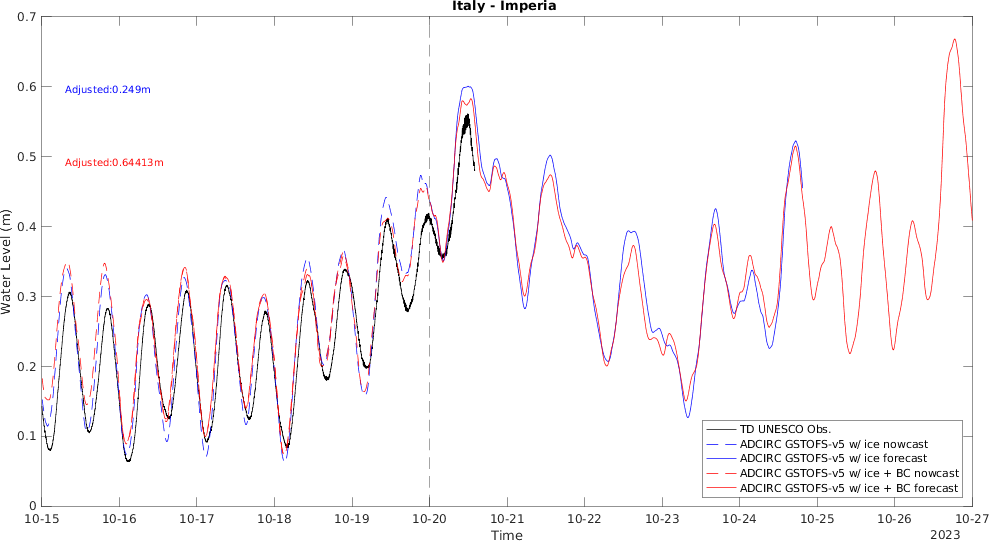 Italy - Imperia
0.7
0.6
0.5
0.4
0.3
0.2
0.1
0
Water Level (m)
Adjusted:0.249m
Adjusted:0.64413m
TD UNESCO Obs.
ADCIRC GSTOFS-v5 w/ ice nowcast
ADCIRC GSTOFS-v5 w/ ice forecast
ADCIRC GSTOFS-v5 w/ ice + BC nowcast
ADCIRC GSTOFS-v5 w/ ice + BC forecast
10-15 10-16 10-17 10-18 10-19 10-20 10-21 10-22 10-23 10-24 10-25 10-26 10-27
Time
2023